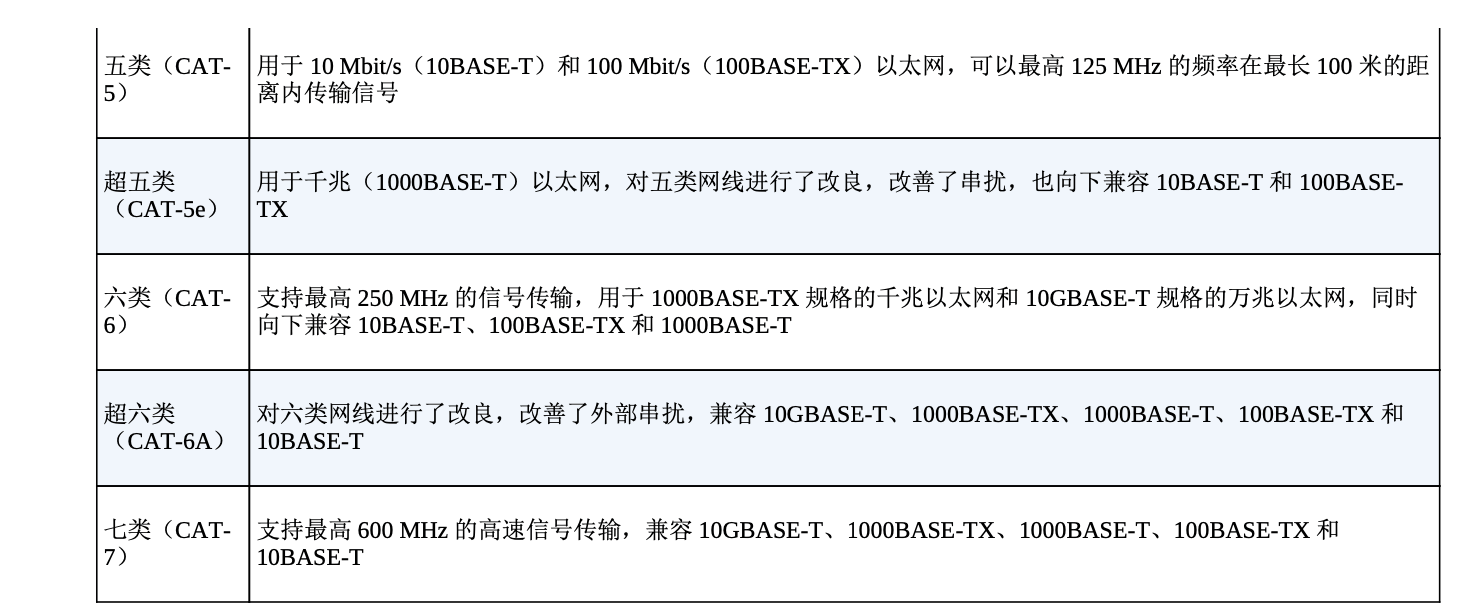 五类（CAT-
5）
用于 10 Mbit/s（10BASE-T）和 100 Mbit/s（100BASE-TX）以太网，可以最高 125 MHz 的频率在最长 100 米的距
离内传输信号
超五类
（CAT-5e）
用于千兆（1000BASE-T）以太网，对五类网线进行了改良，改善了串扰，也向下兼容 10BASE-T 和 100BASE-
TX
六类（CAT-
6）
支持最高 250 MHz 的信号传输，用于 1000BASE-TX 规格的千兆以太网和 10GBASE-T 规格的万兆以太网，同时
向下兼容 10BASE-T、100BASE-TX 和 1000BASE-T
超六类
（CAT-6A）
对六类网线进行了改良，改善了外部串扰，兼容 10GBASE-T、1000BASE-TX、1000BASE-T、100BASE-TX 和
10BASE-T
七类（CAT-
7）
支持最高 600 MHz 的高速信号传输，兼容 10GBASE-T、1000BASE-TX、1000BASE-T、100BASE-TX 和
10BASE-T